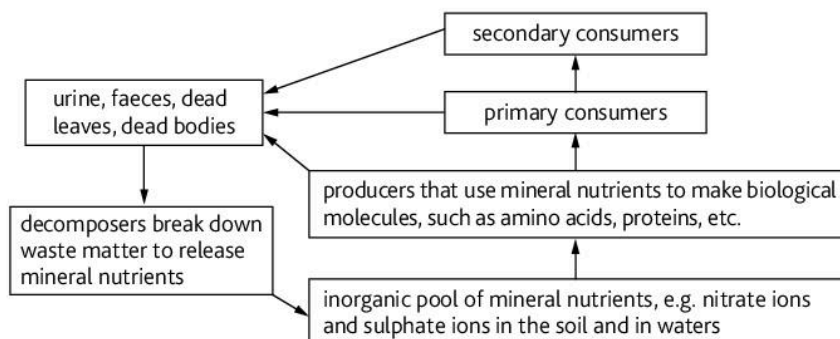 secondary consumers
urine, faeces, dead
leaves, dead bodies
primary consumers
producers that use mineral nutrients to make biological
molecules, such as amino acids, proteins, etc.
decomposers break down
waste matter to release
mineral nutrients
inorganic pool of mineral nutrients, e.g. nitrate ions
and sulphate ions in the soil and in waters